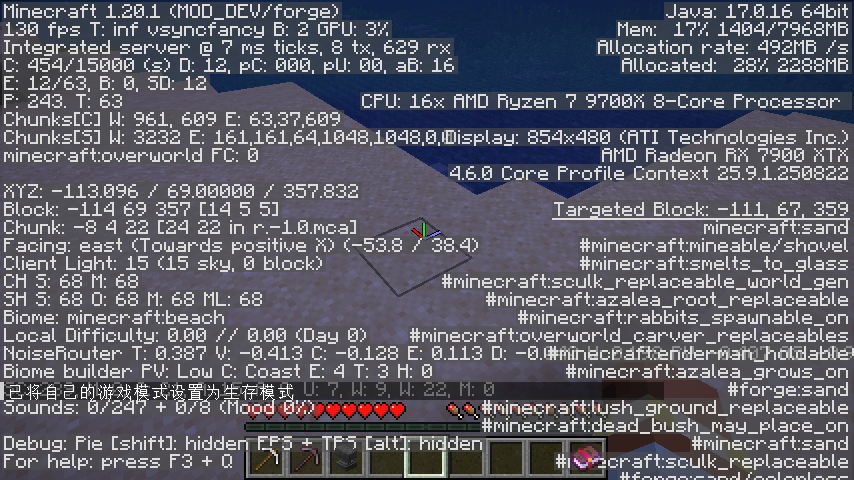 Minecraft 1.20.1 (MOD_DEV/forge)
130 fps T: inf vsyncfancy B: 2 GPU: 3%
Integrated server @ 7 ms ticks, 8 tx, 629 rx
C: 454/15000 (s) D: 12, pC: 000, pU: 00, aB: 16
E: 12/63, B: 0, SD: 12
P: 243. T: 63
Chunks[C] W: 961, 609 E: 63,37,609
Chunks[S] W: 3232 E: 161,161,64,1048,1048,0,
minecraft:overworld FC: 0
XYZ: -113.096 / 69.00000 / 357.832
Block: -114 69 357 [14 5 5]
Chunk: -8 4 22 [24 22 in r.-1.0.mca]
Facing: east (Towards positive X) (-53.8 / 38.4)
Client Light: 15 (15 sky, 0 block)
CH S: 68 M: 68
SH S: 68 O: 68 M: 68 ML: 68
Biome: minecraft:beach
Local Difficulty: 0.00 // 0.00 (Day 0)
NoiseRouter T: 0.387 V: -0.413 C: -0.128 E: 0.113 D: -0.
Biome builder PV: Low C: Coast E: 4 T: 3 H: 0
已将自己的游戏模式设置为生存模式
U: 7, W: 9, W: 22, M: 0
Sounds: 0/247 + 0/8 (Mood 0%)
Debug: Pie [shift]: hidden FPS + TPS [alt]: hidden
For help: press F3 + Q
Java: 17.0.16 64bit
Mem: 17% 1404/7968MB
Allocation rate: 492MB /s
Allocated: 28% 2288MB
CPU: 16x AMD Ryzen 7 9700X 8-Core Processor
Display: 854x480 (ATI Technologies Inc.)
AMD Radeon RX 7900 XTX
4.6.0 Core Profile Context 25.9.1.250822
Targeted Block: -111, 67, 359
minecraft:sand
#minecraft:mineable/shovel
#minecraft:smelts_to_glass
#minecraft:sculk_replaceable_world_gen
#minecraft:azalea_root_replaceable
#minecraft:rabbits_spawnable_on
#minecraft:overworld_carver_replaceables
#minecraft:azalea_grows_on
#forge:sand
#minecraft:lush_ground_replaceable
#minecraft:dead_bush_may_place_on
#minecraft:sand
#minecraft:sculk_replaceable
#forge:sand/colorless